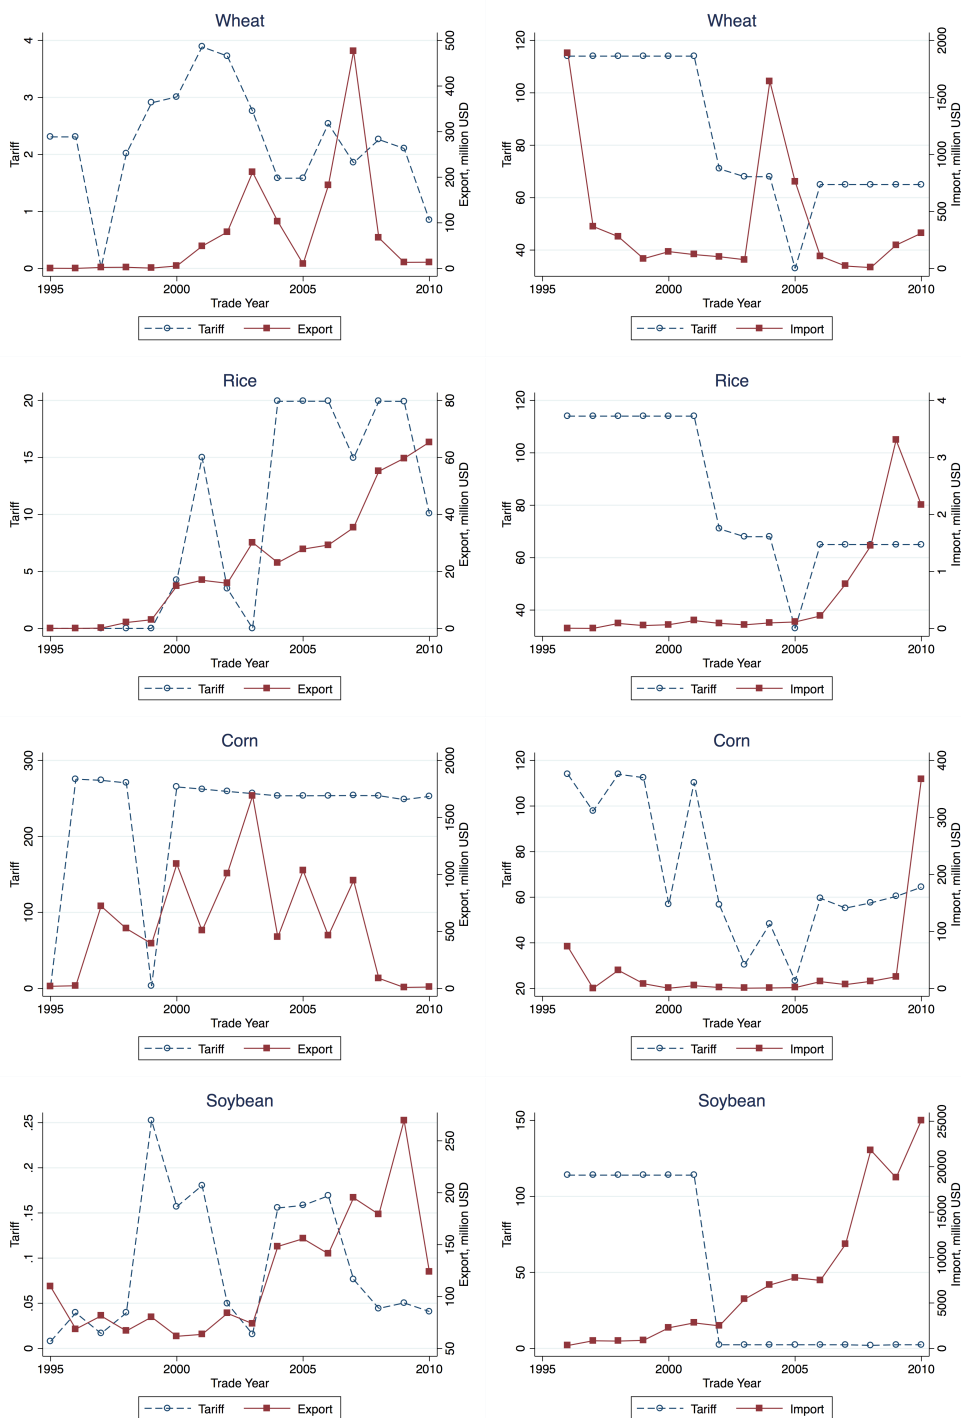 Wheat
4
3
2
1
0
Tariff
500
400
300
200
100
0
Export, million USD
1995 2000 2005 2010
Trade Year
Tariff Export
Wheat
120
100
80
60
40
Tariff
2000
1500
1000
500
0
Import, million USD
1995 2000 2005 2010
Trade Year
Tariff Import
Rice
20
15
10
5
0
Tariff
80
60
40
20
0
Export, million USD
1995 2000 2005 2010
Trade Year
Tariff Export
Rice
120
100
80
60
40
Tariff
4
3
2
1
0
Import, million USD
1995 2000 2005 2010
Trade Year
Tariff Import
Corn
300
200
100
0
Tariff
2000
1500
1000
500
0
Export, million USD
1995 2000 2005 2010
Trade Year
Tariff Export
Corn
120
100
80
60
40
20
Tariff
400
300
200
100
0
Import, million USD
1995 2000 2005 2010
Trade Year
Tariff Import
Soybean
.25
.2
.15
.1
.05
0
Tariff
250
200
150
100
50
Export, million USD
1995 2000 2005 2010
Trade Year
Tariff Export
Soybean
150
100
50
0
Tariff
25000
20000
15000
10000
5000
0
Import, million USD
1995 2000 2005 2010
Trade Year
Tariff Import